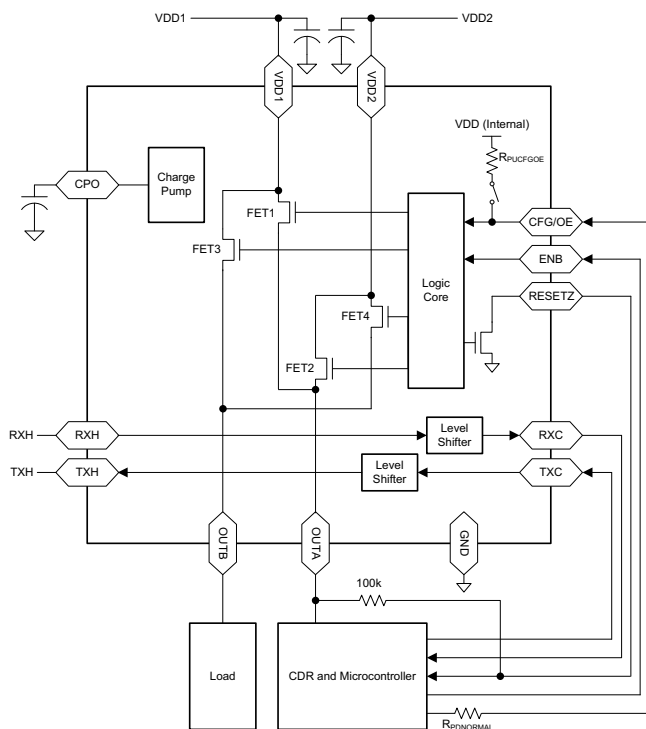 VDD1
VDD2
VDD1
VDD2
VDD (Internal)
RPUCFGOE
CPO
Charge
Pump
FET1
CFG/OE
FET3
ENB
Logic
Core
RESETZ
FET4
FET2
RXH
RXH
Level
Shifter
RXC
TXH
TXH
Level
Shifter
TXC
OUTB
OUTA
GND
100k
Load
CDR and Microcontroller
RPDNORMAL